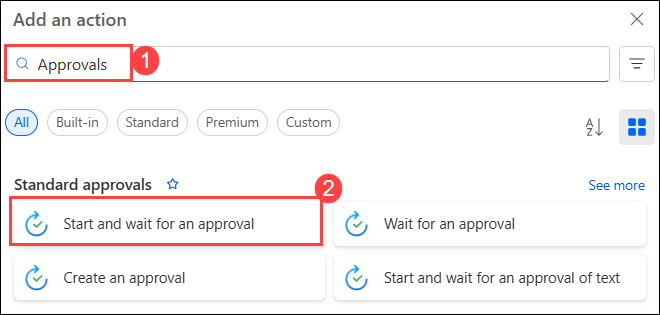 Add an action
Approvals
1
All Built-in Standard Premium Custom
A
Z
2
Standard approvals See more
Start and wait for an approval Wait for an approval
Create an approval Start and wait for an approval of text